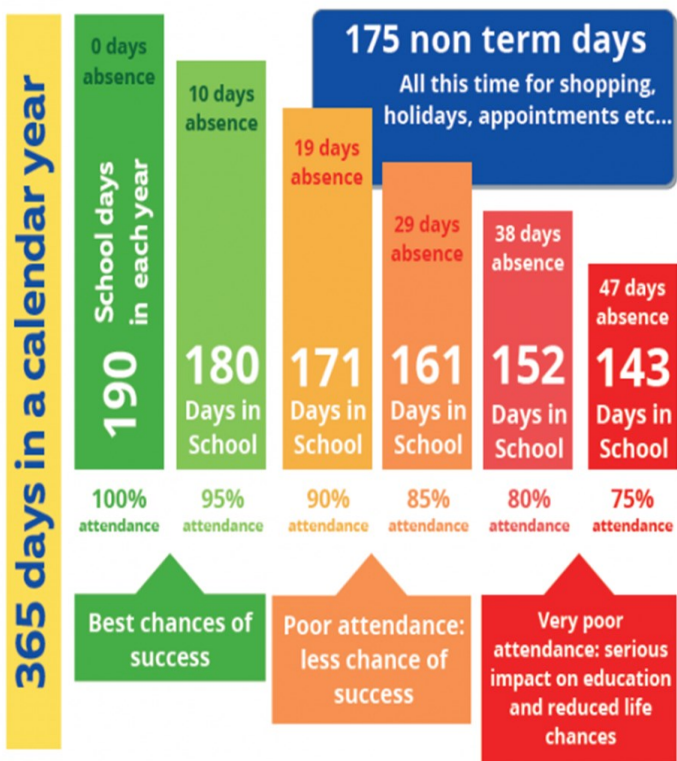 365 days in a calendar year
175 non term days
All this time for shopping,
holidays, appointments etc...
0 days
absence
190
School days
in each year
100%
attendance
10 days
absence
180
Days in
School
95%
attendance
19 days
absence
171
Days in
School
90%
attendance
29 days
absence
161
Days in
School
85%
attendance
38 days
absence
152
Days in
School
80%
attendance
47 days
absence
143
Days in
School
75%
attendance
Best chances of
success
Poor attendance:
less chance of
success
Very poor
attendance: serious
impact on education
and reduced life
chances